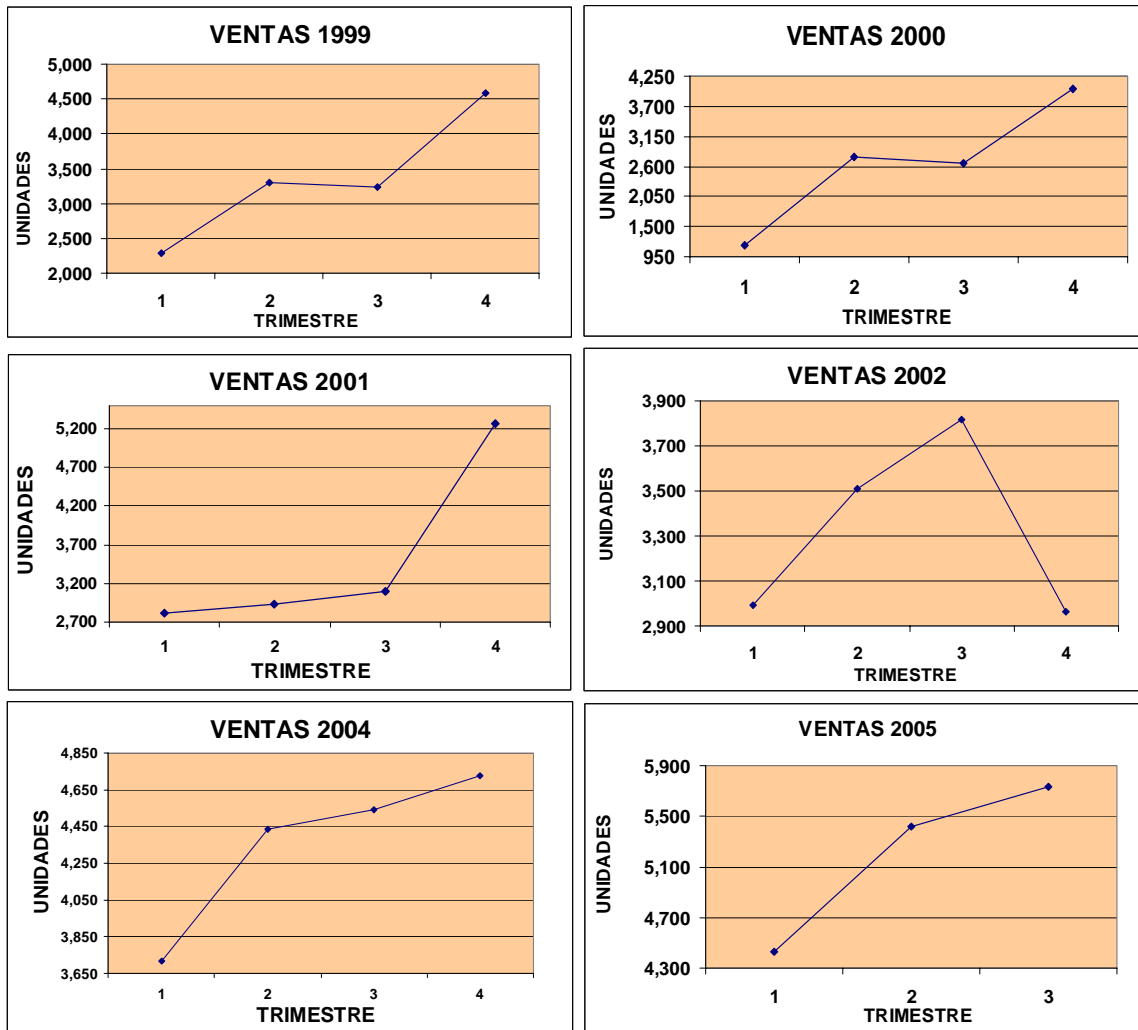 VENTAS 1999
5,000
4,500
4,000
3,500
3,000
2,500
2,000
UNIDADES
1 2 3 4
TRIMESTRE
VENTAS 2000
4,250
3,700
3,150
2,600
2,050
1,500
950
UNIDADES
1 2 3 4
TRIMESTRE
VENTAS 2001
5,200
4,700
4,200
3,700
3,200
2,700
UNIDADES
1 2 3 4
TRIMESTRE
VENTAS 2002
3,900
3,700
3,500
3,300
3,100
2,900
UNIDADES
1 2 3 4
TRIMESTRE
VENTAS 2004
4,850
4,650
4,450
4,250
4,050
3,850
3,650
UNIDADES
1 2 3 4
TRIMESTRE
VENTAS 2005
5,900
5,500
5,100
4,700
4,300
UNIDADES
1 2 3
TRIMESTRE